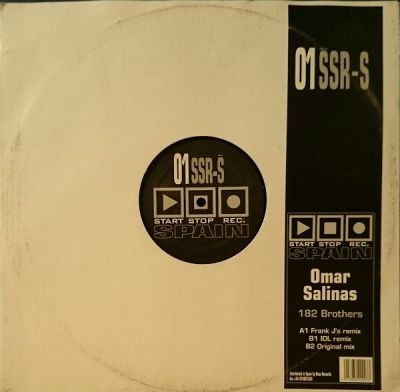 01 SSR-S
01 SSR-S
START STOP REC.
SPAIN
START STOP REC.
SPAIN
Omar
Salinas
182 Brothers
A1 Frank J's remix
B1 IDL remix
B2 Original mix